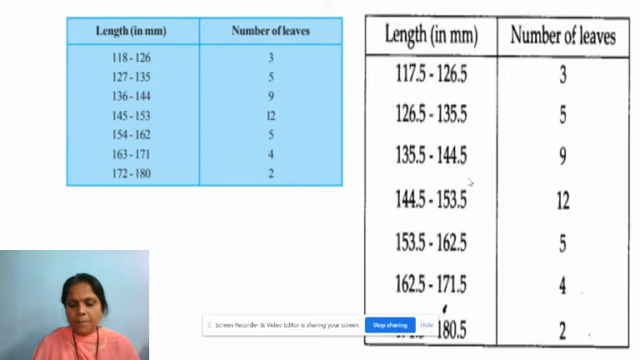 Length (in mm) Number of leaves
118 - 126 3
127 - 135 5
136 - 144 9
145 - 153 12
154 - 162 5
163 - 171 4
172 - 180 2
Length (in mm) Number of leaves
117.5 - 126.5 3
126.5 - 135.5 5
135.5 - 144.5 9
144.5 - 153.5 12
153.5 - 162.5 5
162.5 - 171.5 4
180.5 2
Screen Recorder & Video Editor is sharing your screen. Stop sharing Hide